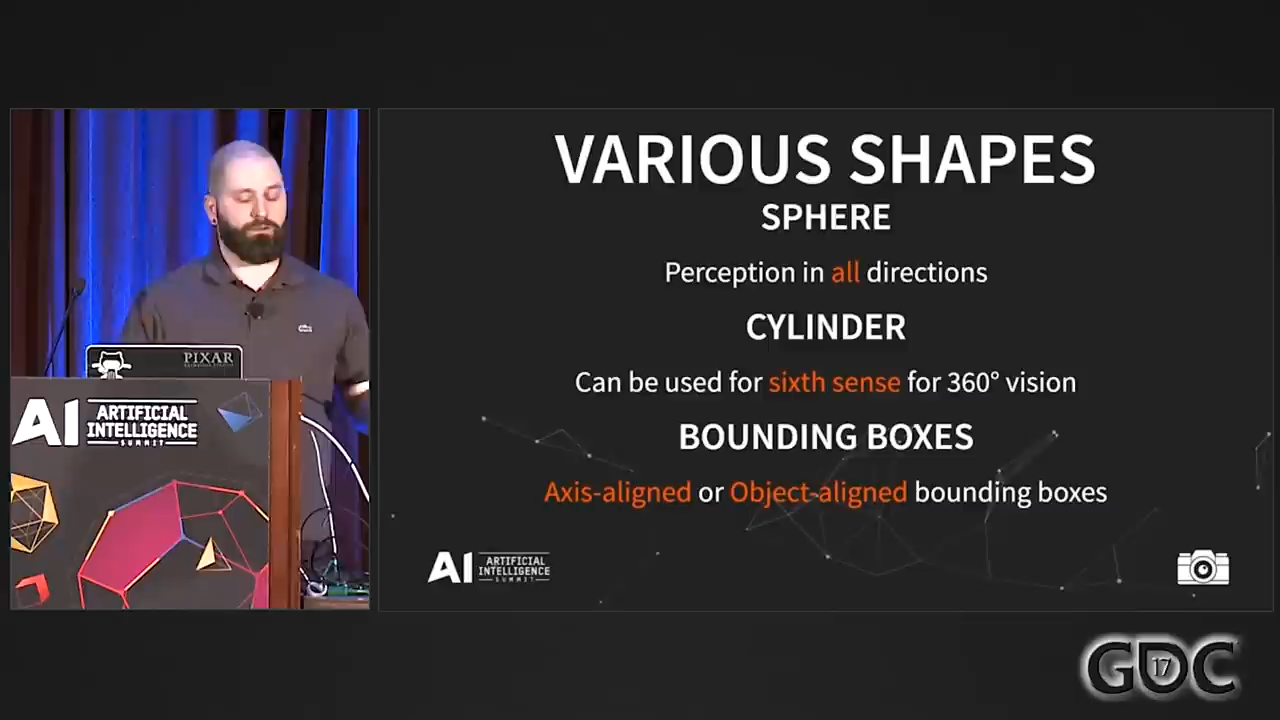 VARIOUS SHAPES
SPHERE
Perception in all directions
CYLINDER
Can be used for sixth sense for 360° vision
BOUNDING BOXES
Axis-aligned or Object-aligned bounding boxes
AI ARTIFICIAL
INTELLIGENCE
SUMMIT
PIXAR
AI ARTIFICIAL
INTELLIGENCE
SUMMIT
GDC
17